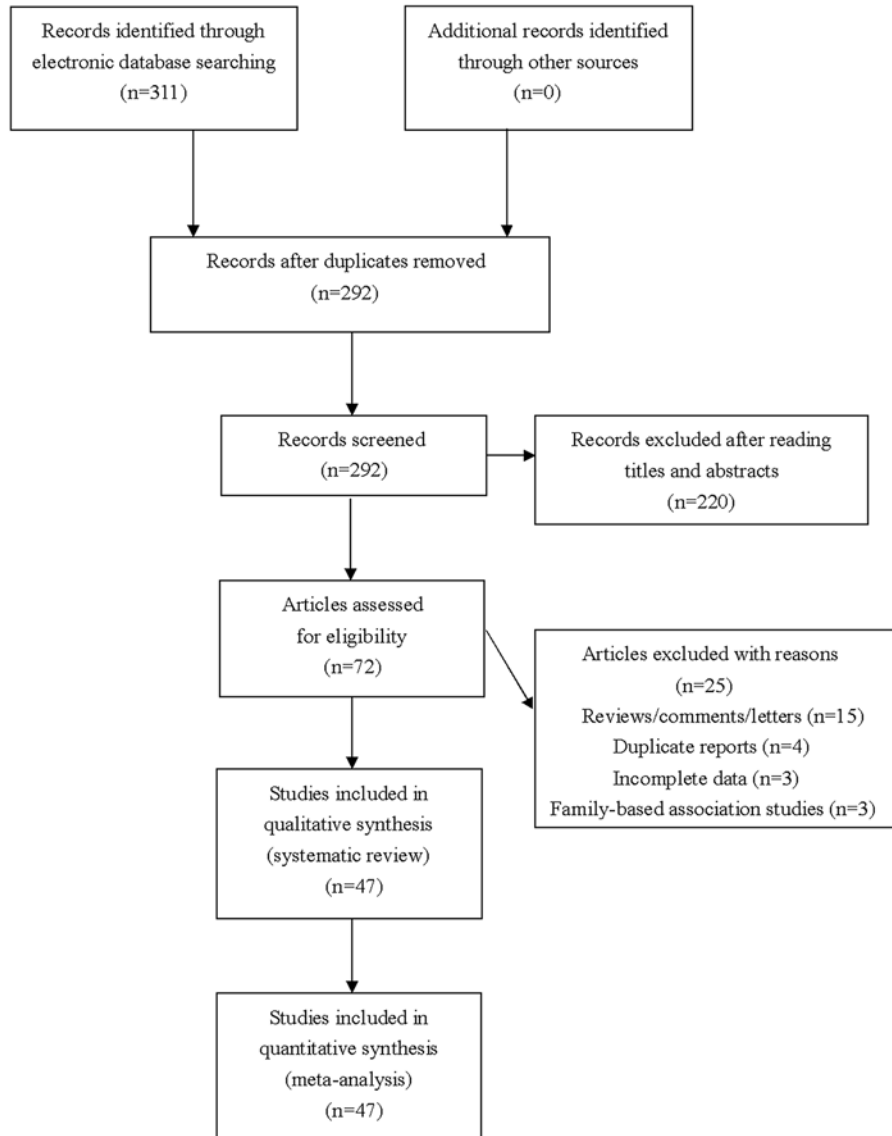 Records identified through
electronic database searching
(n=311)
Additional records identified
through other sources
(n=0)
Records after duplicates removed
(n=292)
Records screened
(n=292)
Records excluded after reading
titles and abstracts
(n=220)
Articles assessed
for eligibility
(n=72)
Articles excluded with reasons
(n=25)
Reviews/comments/letters (n=15)
Duplicate reports (n=4)
Incomplete data (n=3)
Family-based association studies (n=3)
Studies included in
qualitative synthesis
(systematic review)
(n=47)
Studies included in
quantitative synthesis
(meta-analysis)
(n=47)